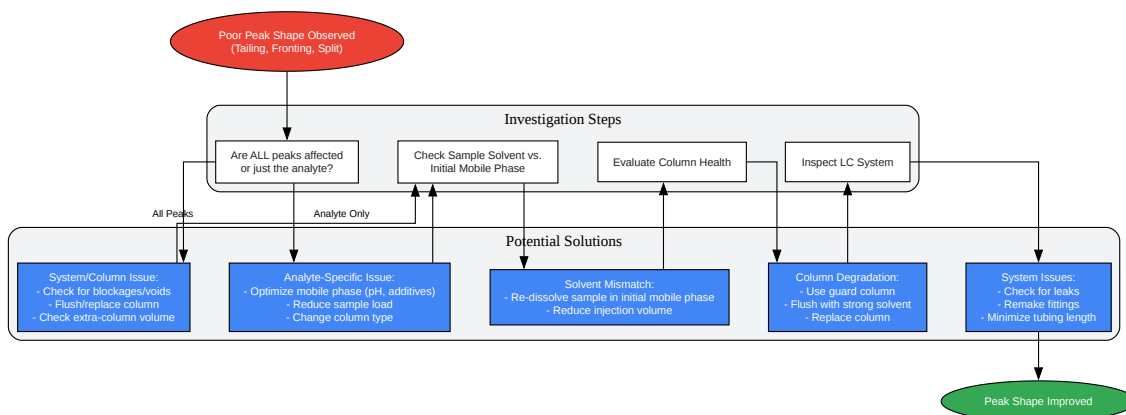 Poor Peak Shape Observed
(Tailing, Fronting, Split)
Investigation Steps
Are ALL peaks affected
or just the analyte?
Check Sample Solvent vs.
Initial Mobile Phase
Evaluate Column Health
Inspect LC System
All Peaks
Analyte Only
Potential Solutions
System/Column Issue:
- Check for blockages/voids
- Flush/replace column
- Check extra-column volume
Analyte-Specific Issue:
- Optimize mobile phase (pH, additives)
- Reduce sample load
- Change column type
Solvent Mismatch:
- Re-dissolve sample in initial mobile phase
- Reduce injection volume
Column Degradation:
- Use guard column
- Flush with strong solvent
- Replace column
System Issues:
- Check for leaks
- Remake fittings
- Minimize tubing length
Peak Shape Improved